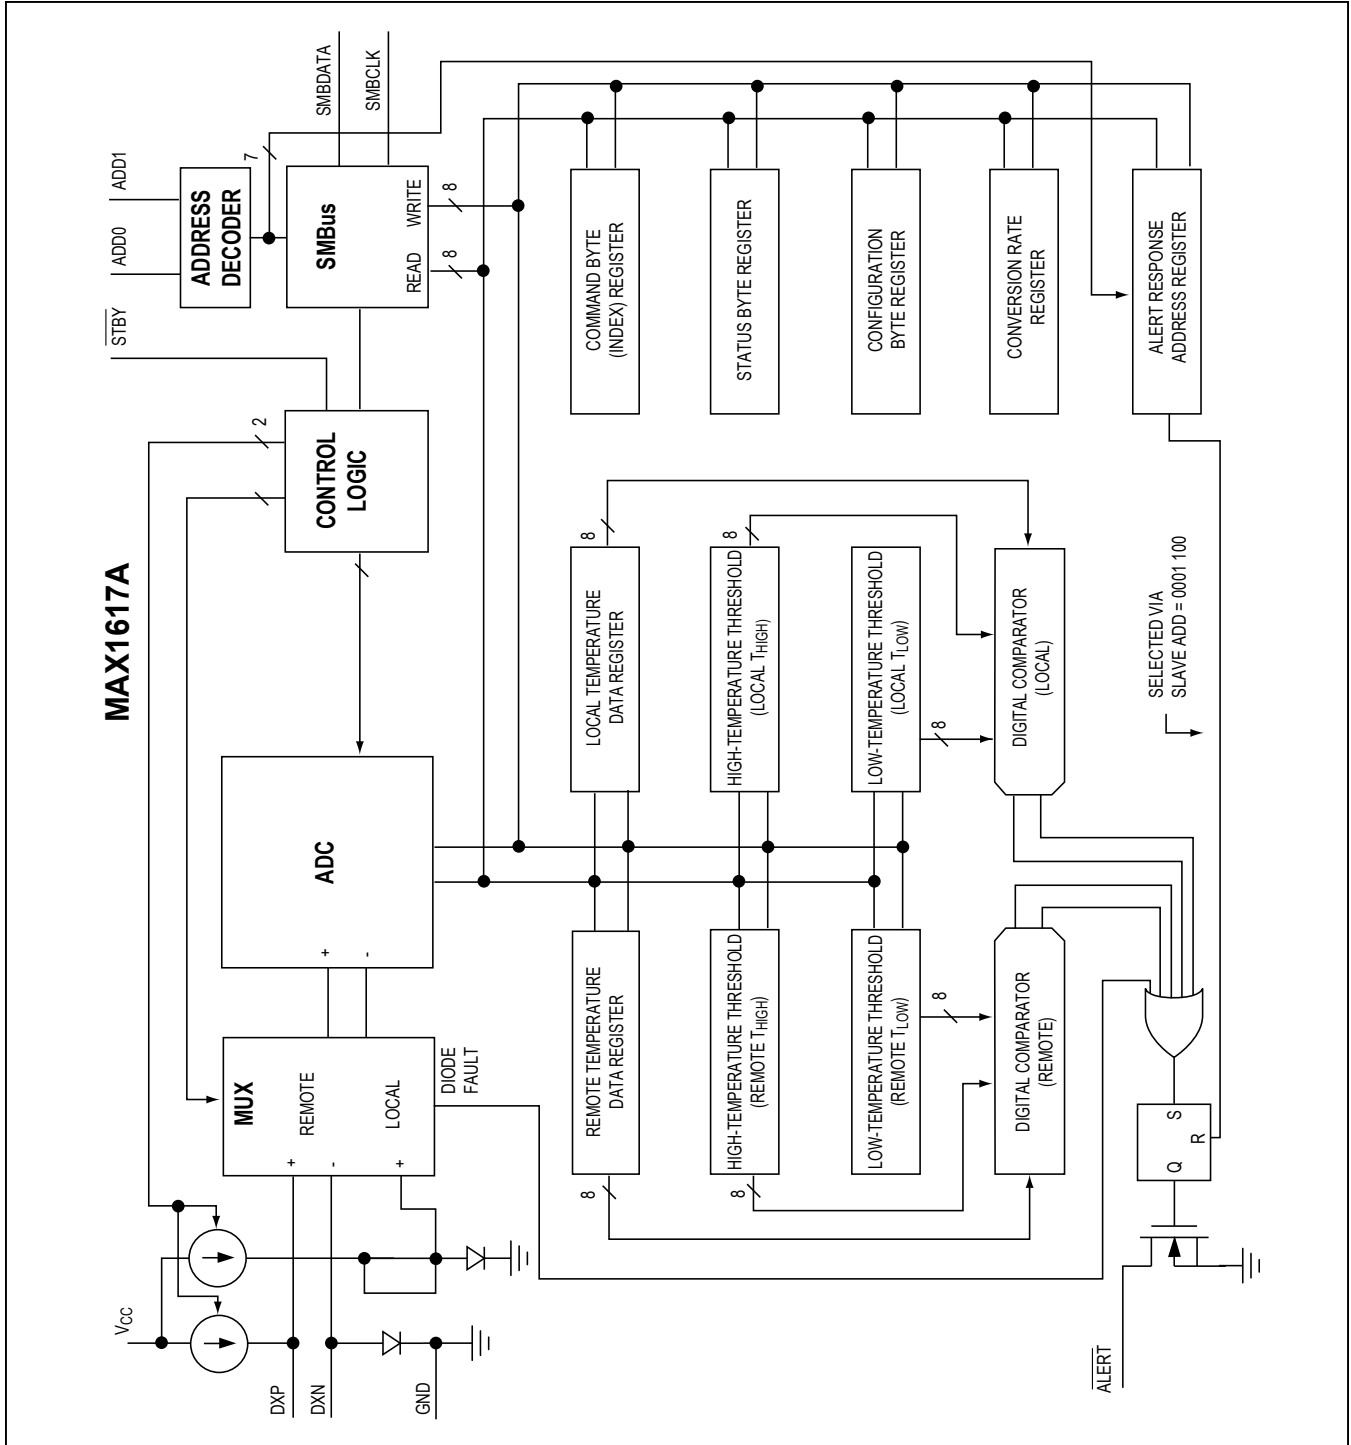 MAX1617A
VCC
DXP
DXN
GND
MUX
REMOTE
LOCAL
+
-
+
DIODE
FAULT
+
-
ADC
CONTROL
LOGIC
2
STBY
ADD0
ADD1
ADDRESS
DECODER
7
SMBus
READ
WRITE
8
8
SMBDATA
SMBCLK
REMOTE TEMPERATURE
DATA REGISTER
8
HIGH-TEMPERATURE THRESHOLD
(REMOTE THIGH)
8
LOW-TEMPERATURE THRESHOLD
(REMOTE TLOW)
8
DIGITAL COMPARATOR
(REMOTE)
LOCAL TEMPERATURE
DATA REGISTER
8
HIGH-TEMPERATURE THRESHOLD
(LOCAL THIGH)
8
LOW-TEMPERATURE THRESHOLD
(LOCAL TLOW)
8
DIGITAL COMPARATOR
(LOCAL)
COMMAND BYTE
(INDEX) REGISTER
STATUS BYTE REGISTER
CONFIGURATION
BYTE REGISTER
CONVERSION RATE
REGISTER
ALERT RESPONSE
ADDRESS REGISTER
SELECTED VIA
SLAVE ADD = 0001 100
Q
S
R
ALERT